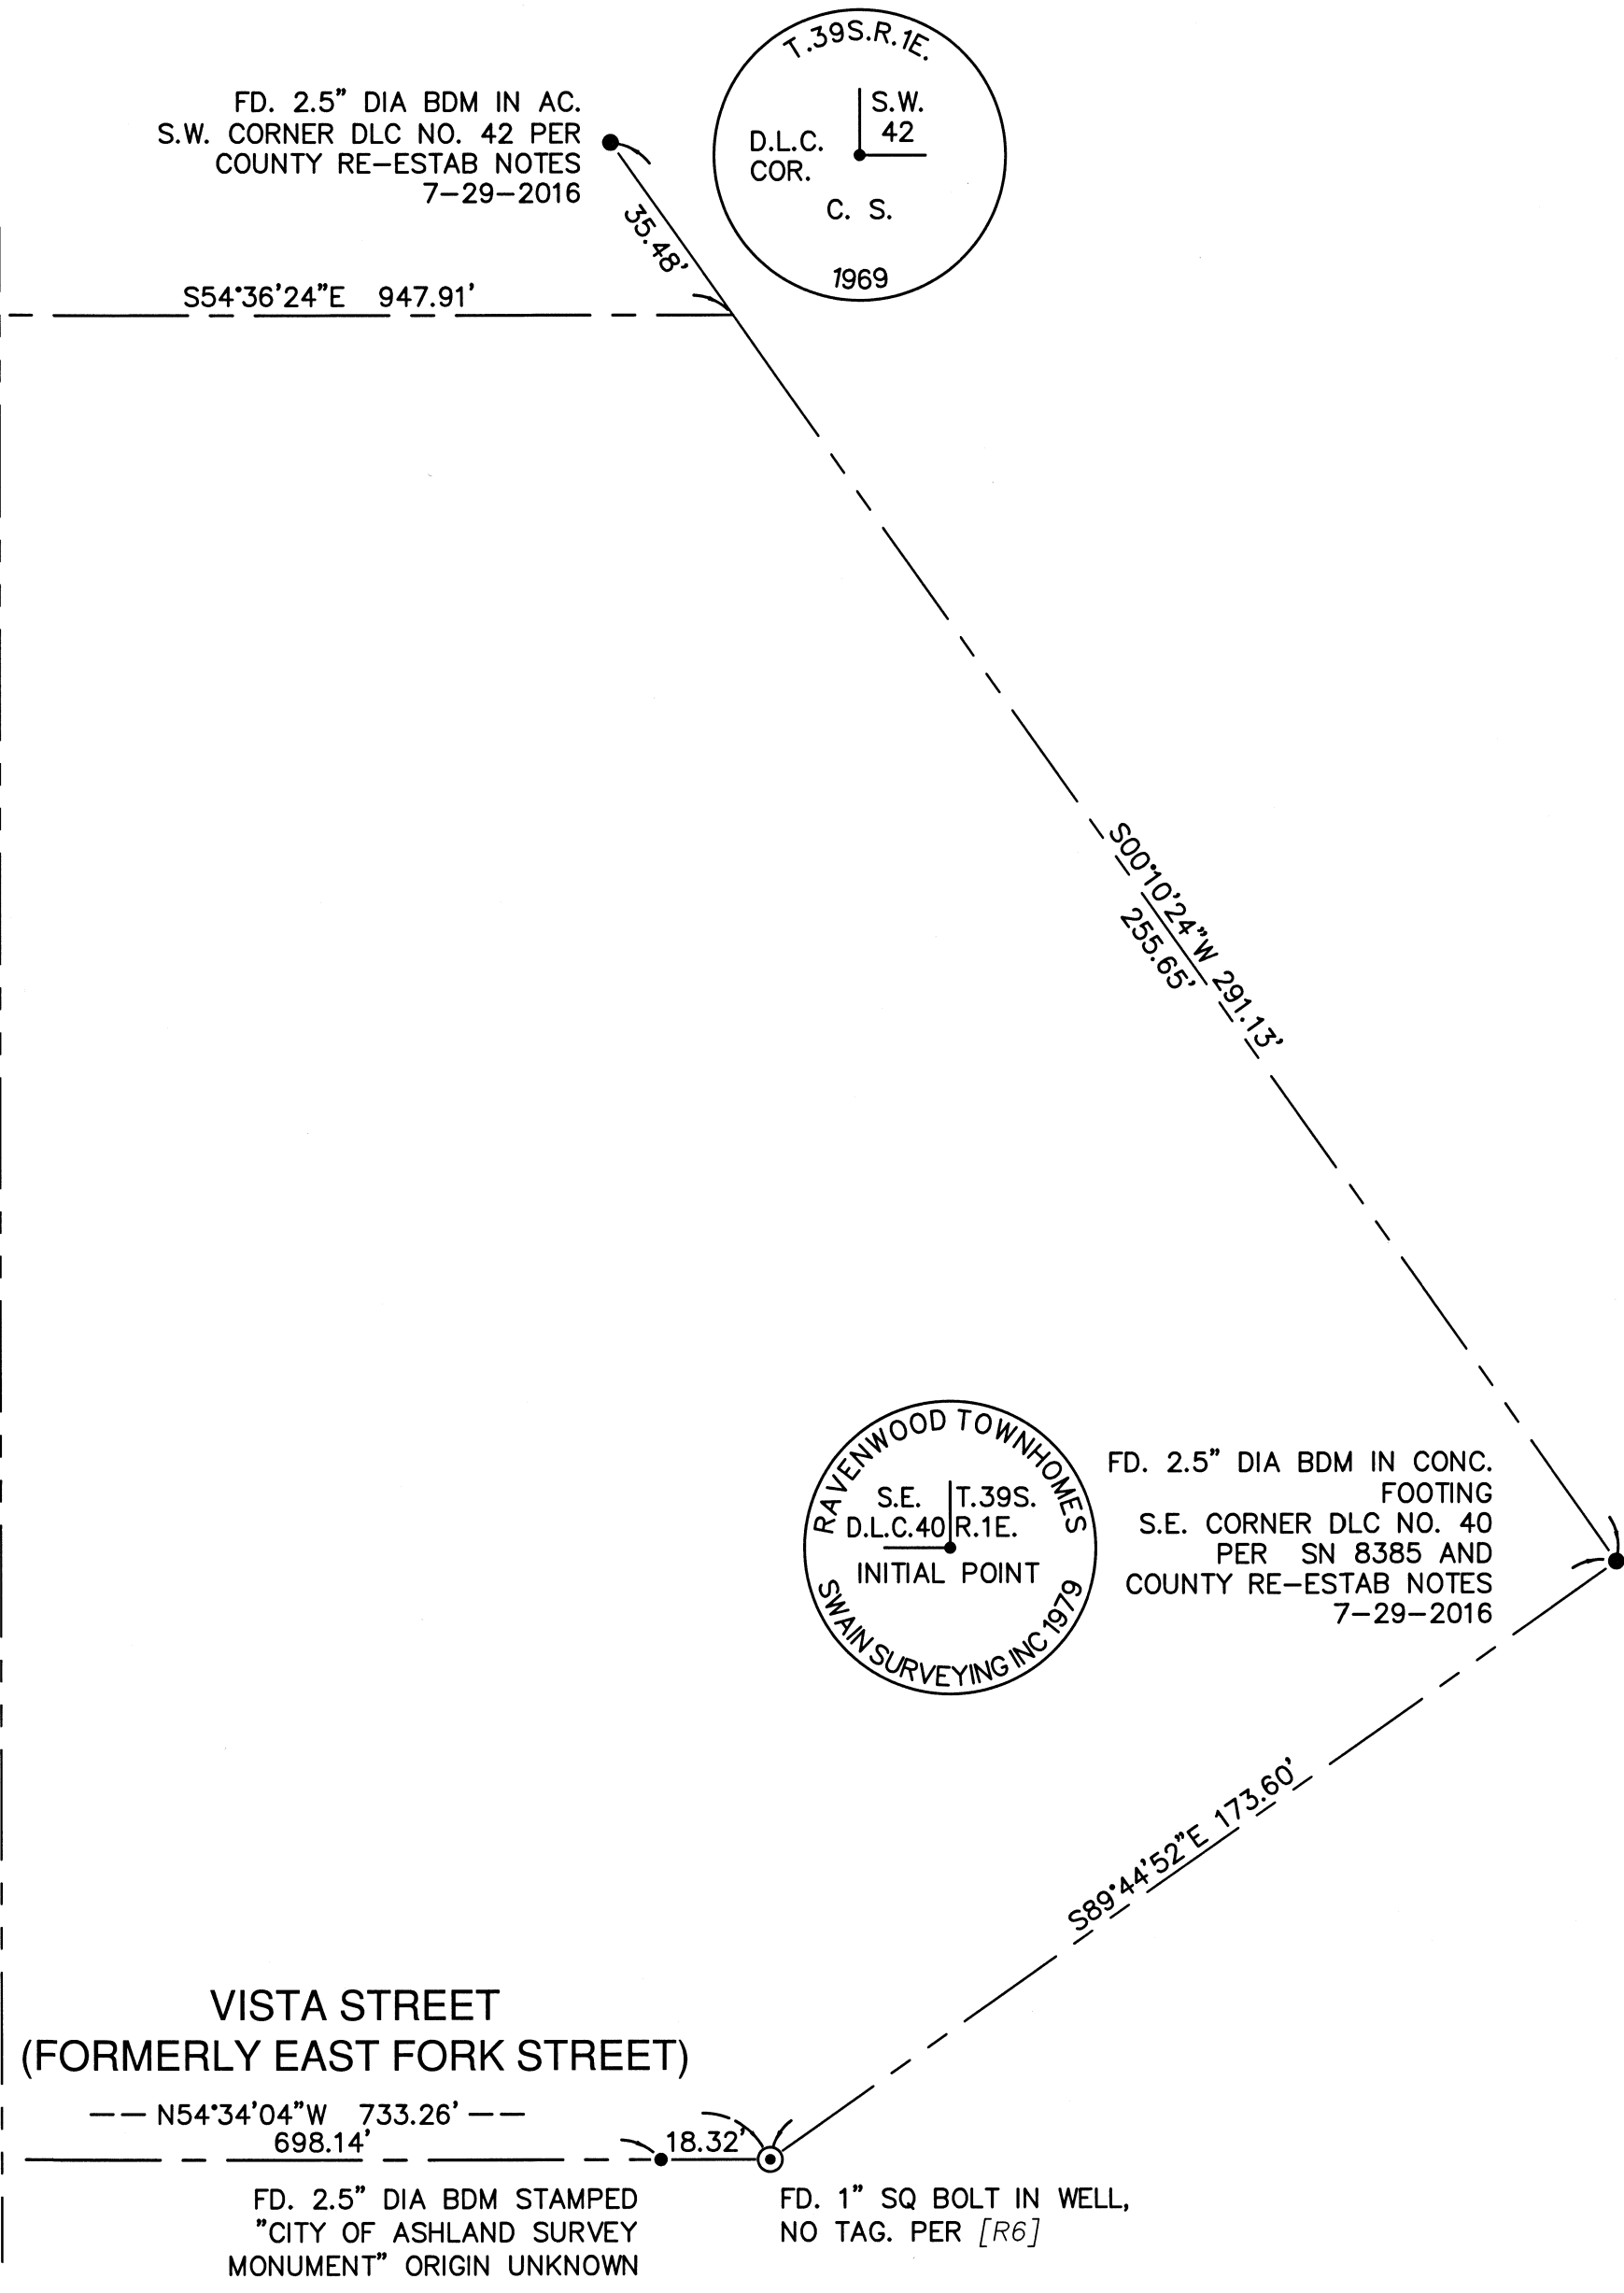 T.39S.R.1E.
S.W.
42
D.L.C.
COR.
C. S.
1969
FD. 2.5" DIA BDM IN AC.
S.W. CORNER DLC NO. 42 PER
COUNTY RE-ESTAB NOTES
7-29-2016
35.48'
S54°36'24"E 947.91'
S00°10'24"W 291.13'
255.65'
RAVENWOOD TOWNHOMES
S.E. T.39S.
D.L.C.40 R.1E.
INITIAL POINT
SWAIN SURVEYING INC 1979
FD. 2.5" DIA BDM IN CONC.
FOOTING
S.E. CORNER DLC NO. 40
PER SN 8385 AND
COUNTY RE-ESTAB NOTES
7-29-2016
S89°44'52"E 173.60'
VISTA STREET
(FORMERLY EAST FORK STREET)
N54°34'04"W 733.26'
698.14'
18.32'
FD. 2.5" DIA BDM STAMPED
"CITY OF ASHLAND SURVEY
MONUMENT" ORIGIN UNKNOWN
FD. 1" SQ BOLT IN WELL,
NO TAG. PER [R6]